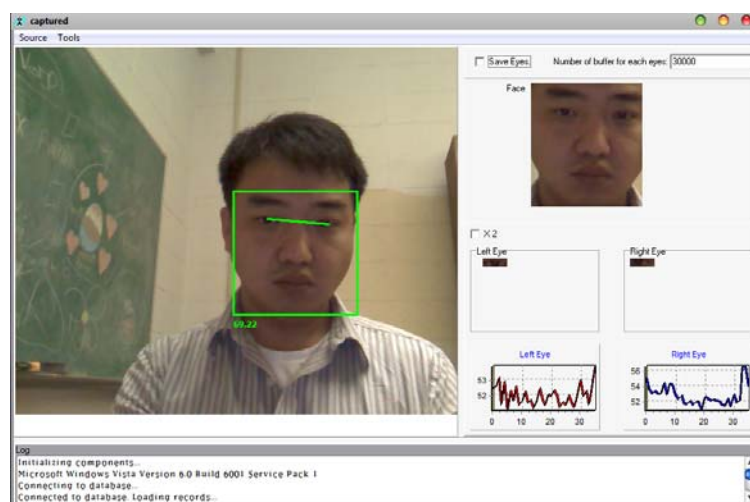 captured
Source Tools
Save Eyes Number of buffer for each eyes: 30000
Face
69.22
X 2
Left Eye Right Eye
Left Eye Right Eye
53
52
0 10 20 30
56
54
52
0 10 20 30
Log
Initializing components...
Microsoft Windows Vista Version 6.0 Build 6001 Service Pack 1
Connecting to database...
Connected to database. Loading records...